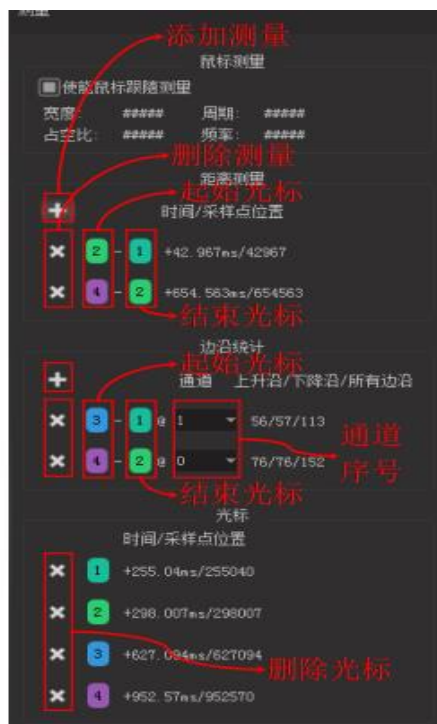 测量
添加测量
鼠标测量
使能鼠标跟随测量
宽度: ##### 周期: #####
占空比: ##### 频率: #####
删除测量
距离测量
起始光标
时间/采样点位置
2 - 1 +42.967ms/42967
4 - 2 +654.563ms/654563
结束光标
边沿统计
起始光标
通道 上升沿/下降沿/所有边沿
3 - 1 @ 1 56/57/113
4 - 2 @ 0 76/76/152
通道
序号
结束光标
光标
时间/采样点位置
1 +255.04ms/255040
2 +298.007ms/298007
3 +627.094ms/627094
删除光标
4 +952.57ms/952570